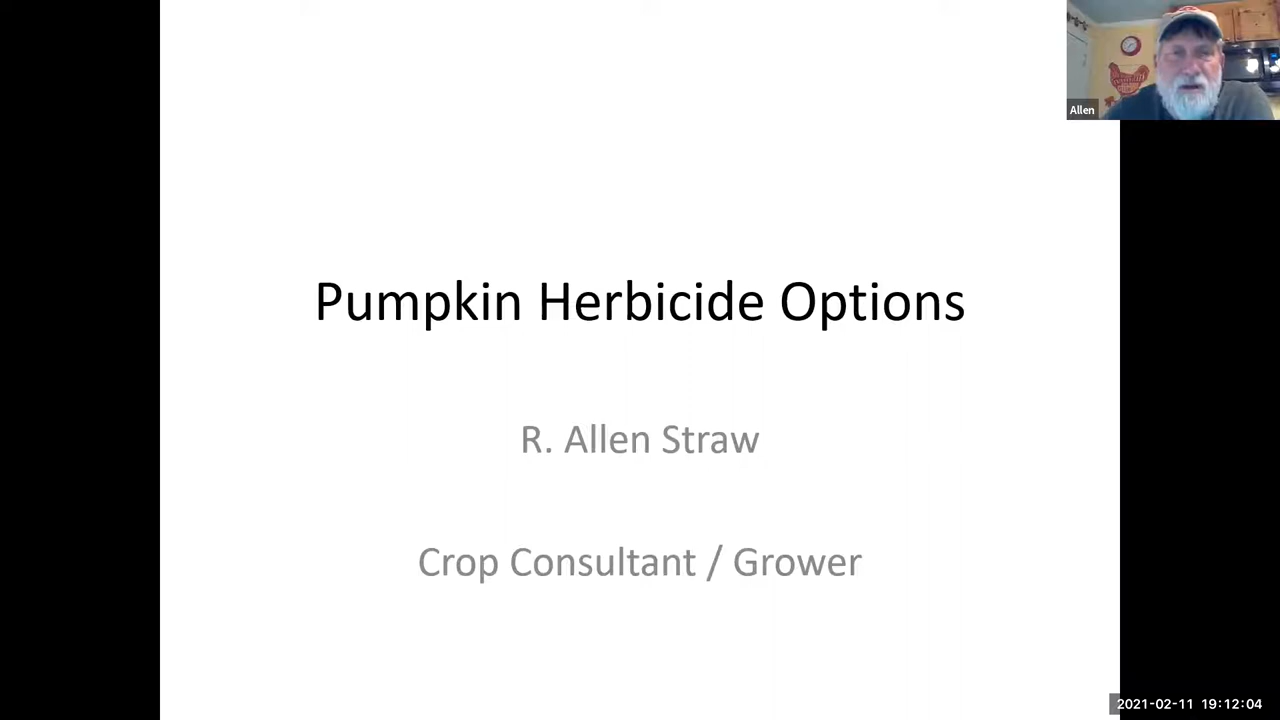 Allen
Pumpkin Herbicide Options
R. Allen Straw
Crop Consultant / Grower
2021-02-11 19:12:04